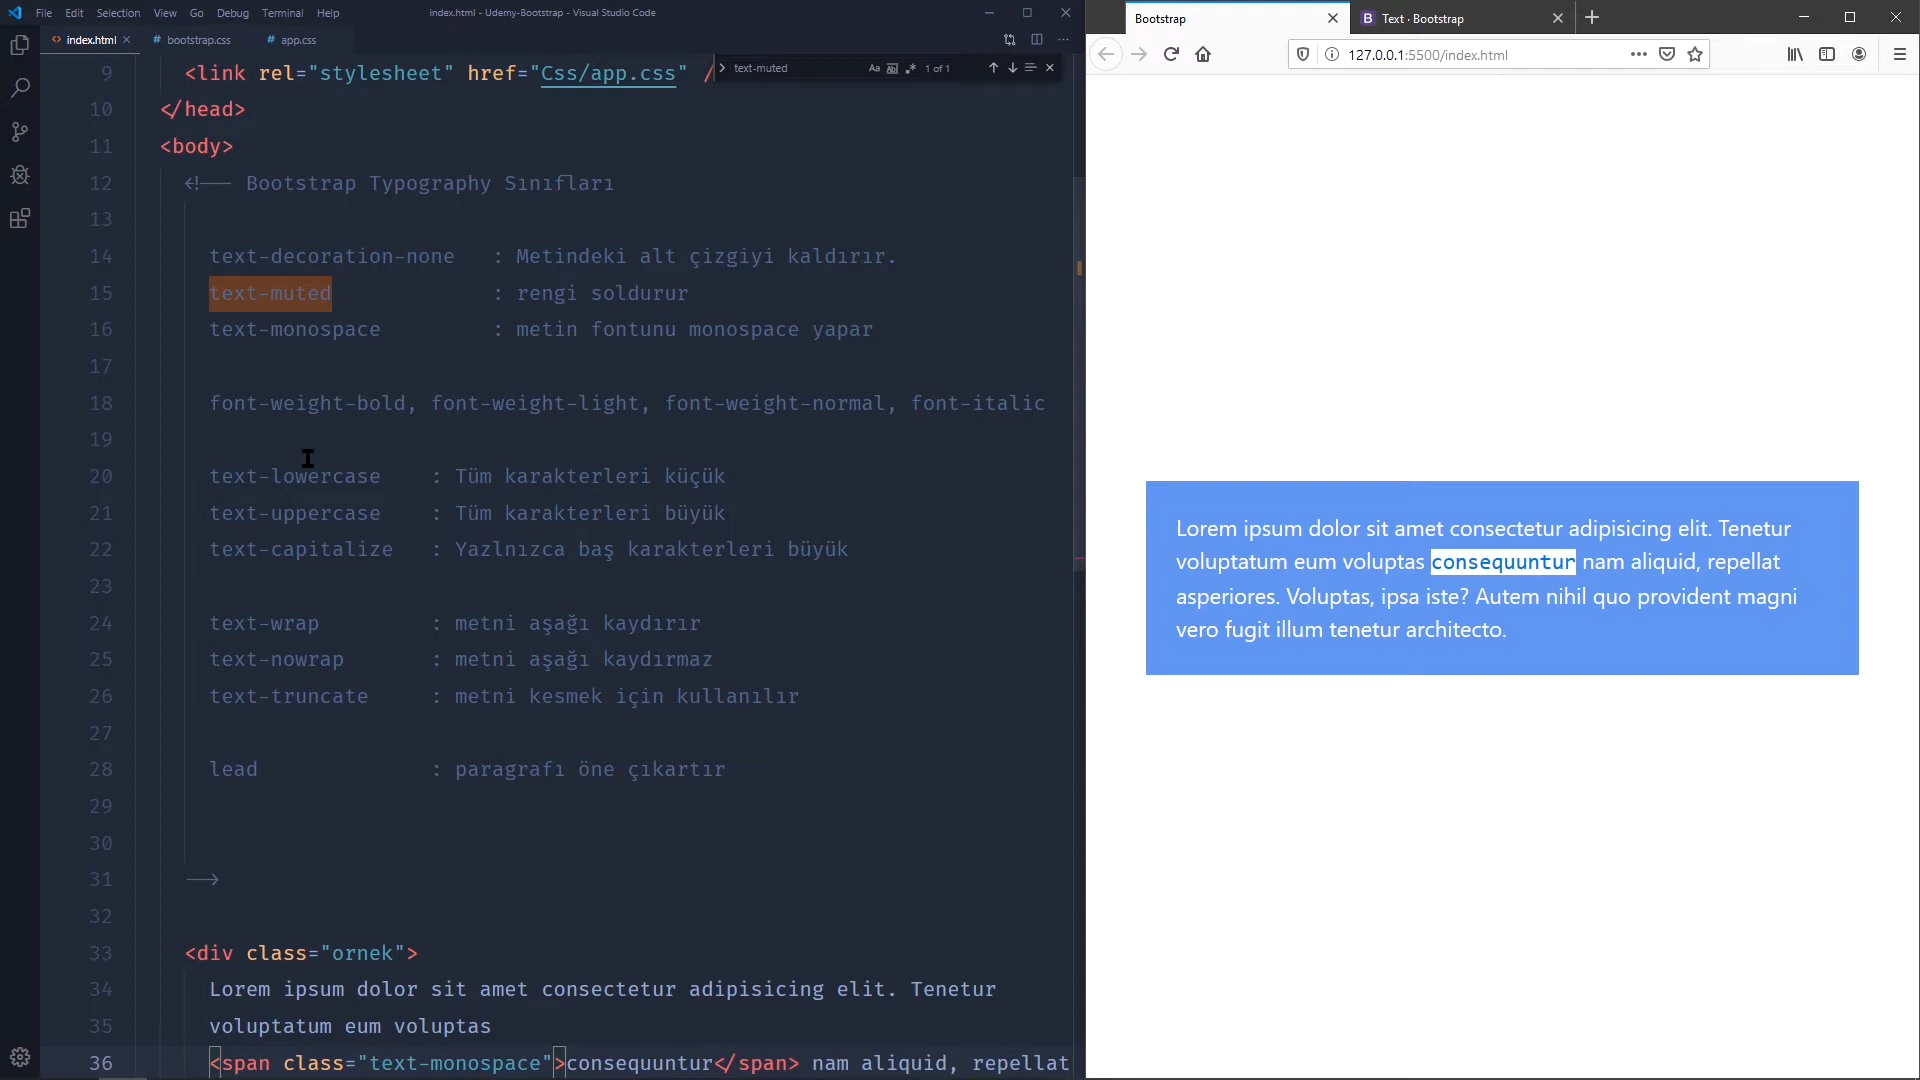 File Edit Selection View Go Debug Terminal Help
index.html - Udemy-Bootstrap - Visual Studio Code
index.html
bootstrap.css
app.css
text-muted
1 of 1
9 <link rel="stylesheet" href="Css/app.css" /
10 </head>
11 <body>
12 <!-- Bootstrap Typography Sınıfları
13
14 text-decoration-none : Metindeki alt çizgiyi kaldırır.
15 text-muted : rengi soldurur
16 text-monospace : metin fontunu monospace yapar
17
18 font-weight-bold, font-weight-light, font-weight-normal, font-italic
19
20 text-lowercase : Tüm karakterleri küçük
21 text-uppercase : Tüm karakterleri büyük
22 text-capitalize : Yazlnızca baş karakterleri büyük
23
24 text-wrap : metni aşağı kaydırır
25 text-nowrap : metni aşağı kaydırmaz
26 text-truncate : metni kesmek için kullanılır
27
28 lead : paragrafı öne çıkartır
29
30
31 -->
32
33 <div class="ornek">
34 Lorem ipsum dolor sit amet consectetur adipisicing elit. Tenetur
35 voluptatum eum voluptas
36 <span class="text-monospace">consequuntur</span> nam aliquid, repellat
Bootstrap
Text · Bootstrap
127.0.0.1:5500/index.html
Lorem ipsum dolor sit amet consectetur adipisicing elit. Tenetur
voluptatum eum voluptas consequuntur nam aliquid, repellat
asperiores. Voluptas, ipsa iste? Autem nihil quo provident magni
vero fugit illum tenetur architecto.